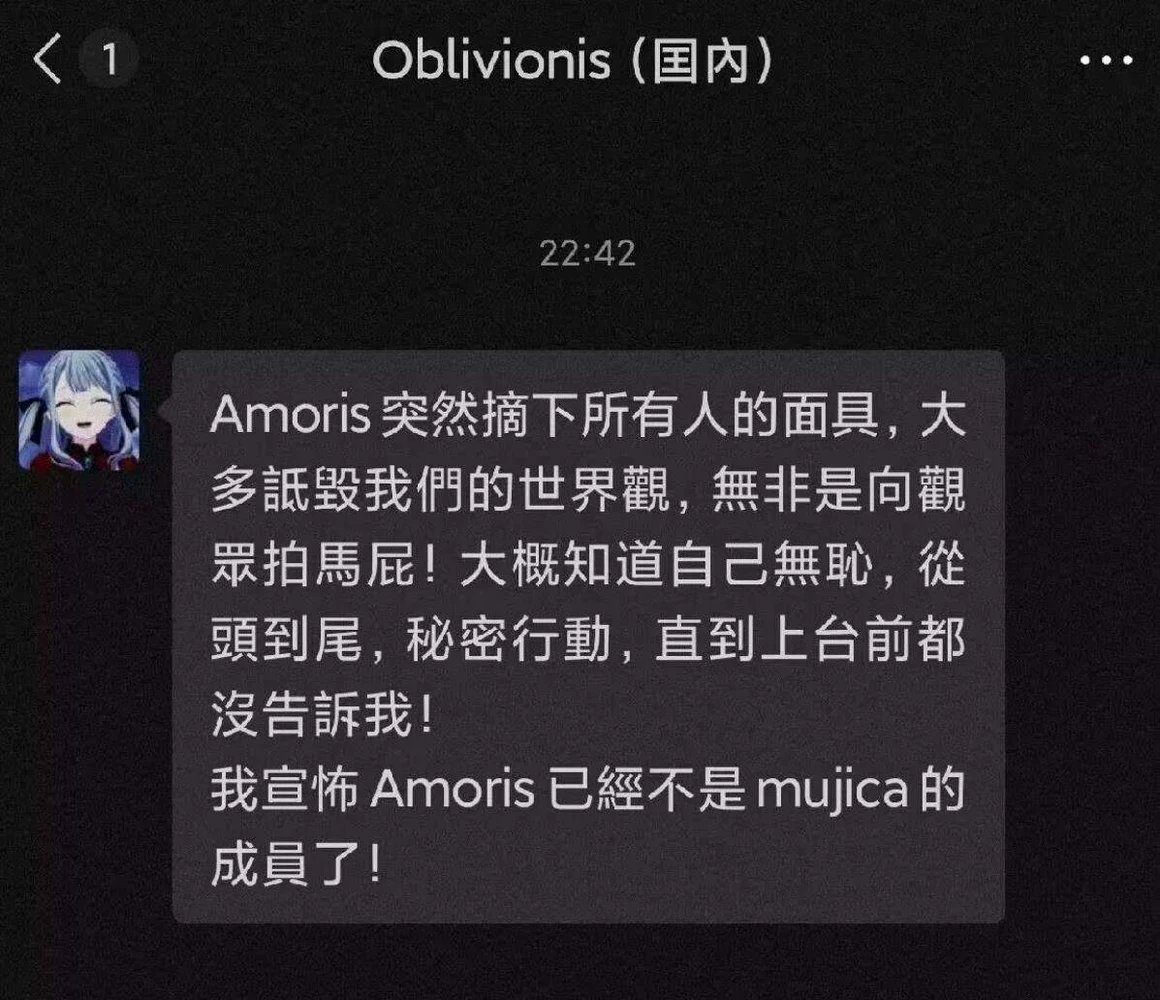 1
Oblivionis（国內）
22:42
Amoris 突然摘下所有人的面具，大
多詆毀我們的世界觀，無非是向觀
眾拍馬屁！大概知道自己無恥，從
頭到尾，秘密行動，直到上台前都
沒告訴我！
我宣怖 Amoris 已經不是 mujica 的
成員了！